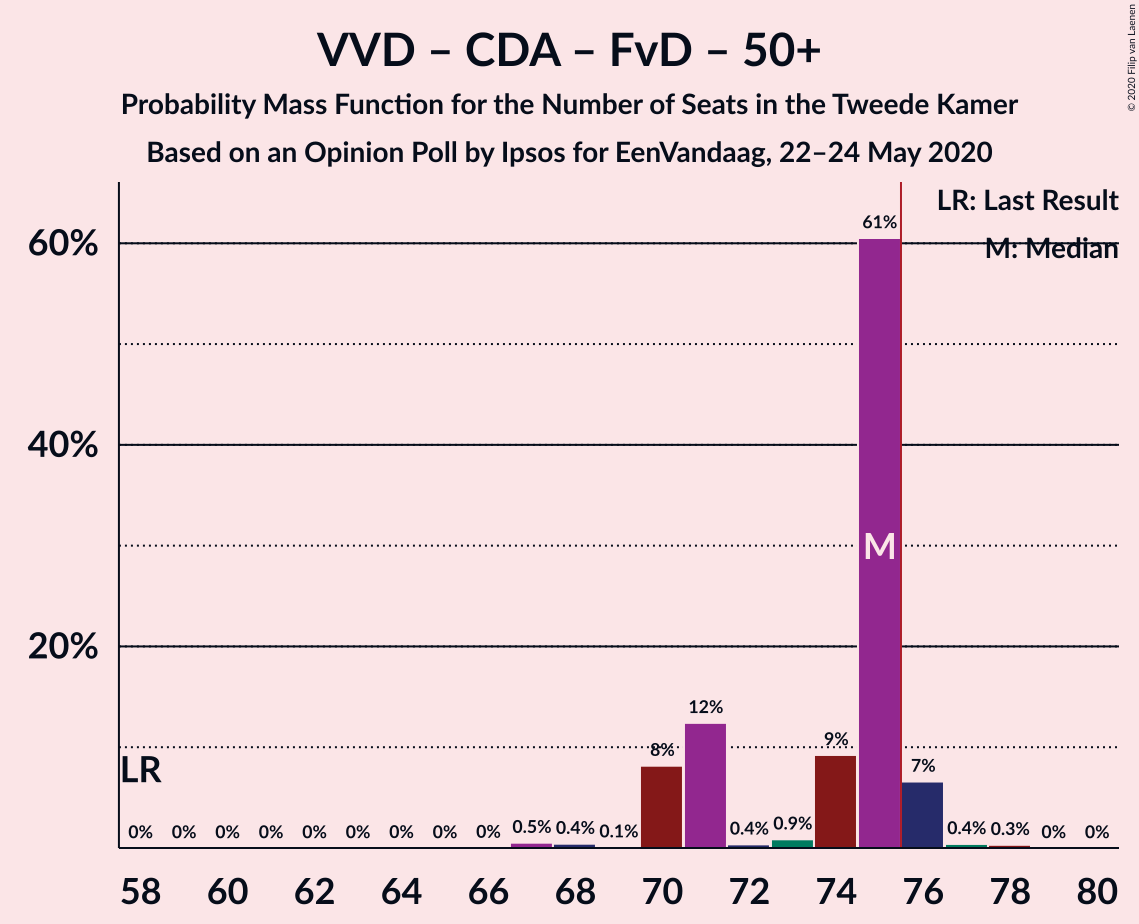 VVD – CDA – FvD – 50+
Probability Mass Function for the Number of Seats in the Tweede Kamer
Based on an Opinion Poll by Ipsos for EenVandaag, 22–24 May 2020
© 2020 Filip van Laenen
LR: Last Result
M: Median
60%
40%
20%
LR
M
0% 0% 0% 0% 0% 0% 0% 0% 0% 0.5% 0.4% 0.1% 8% 12% 0.4% 0.9% 9% 61% 7% 0.4% 0.3% 0% 0%
58 60 62 64 66 68 70 72 74 76 78 80